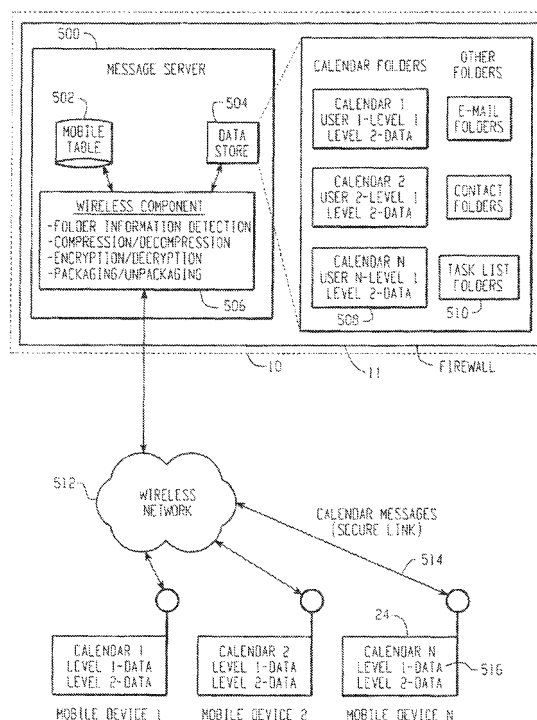 500
MESSAGE SERVER
502
MOBILE
TABLE
504
DATA
STORE
WIRELESS COMPONENT
-FOLDER INFORMATION DETECTION
-COMPRESSION/DECOMPRESSION
-ENCRYPTION/DECRYPTION
-PACKAGING/UNPACKAGING
506
CALENDAR FOLDERS
OTHER
FOLDERS
CALENDAR 1
USER 1-LEVEL 1
LEVEL 2-DATA
E-MAIL
FOLDERS
CALENDAR 2
USER 2-LEVEL 1
LEVEL 2-DATA
CONTACT
FOLDERS
CALENDAR N
USER N-LEVEL 1
LEVEL 2-DATA
508
TASK LIST
FOLDERS
510
10
11
FIREWALL
512
WIRELESS
NETWORK
CALENDAR MESSAGES
(SECURE LINK)
514
CALENDAR 1
LEVEL 1-DATA
LEVEL 2-DATA
MOBILE DEVICE 1
CALENDAR 2
LEVEL 1-DATA
LEVEL 2-DATA
MOBILE DEVICE 2
24
CALENDAR N
LEVEL 1-DATA
LEVEL 2-DATA
516
MOBILE DEVICE N